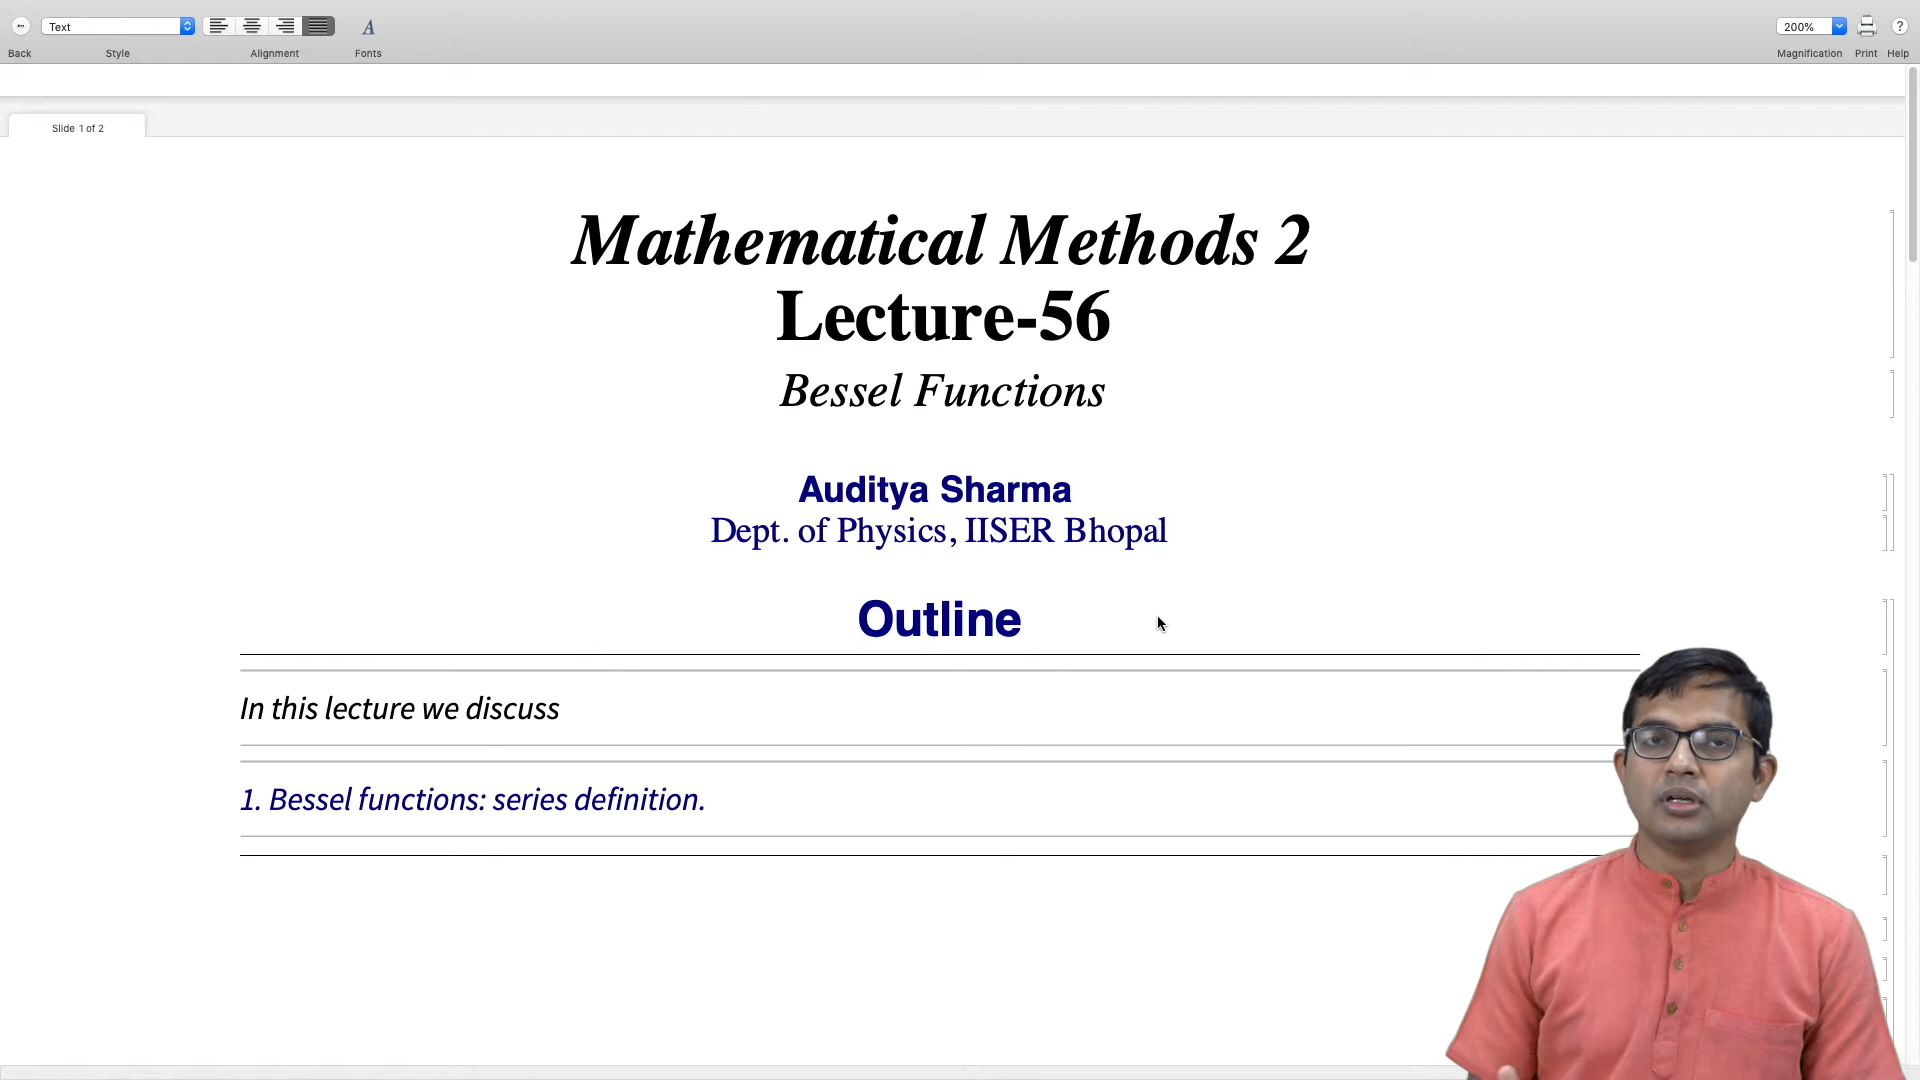 Text
Back
Style
Alignment
A
Fonts
200%
?
Magnification
Print
Help
Slide 1 of 2
Mathematical Methods 2
Lecture-56
Bessel Functions
Auditya Sharma
Dept. of Physics, IISER Bhopal
Outline
In this lecture we discuss
1. Bessel functions: series definition.